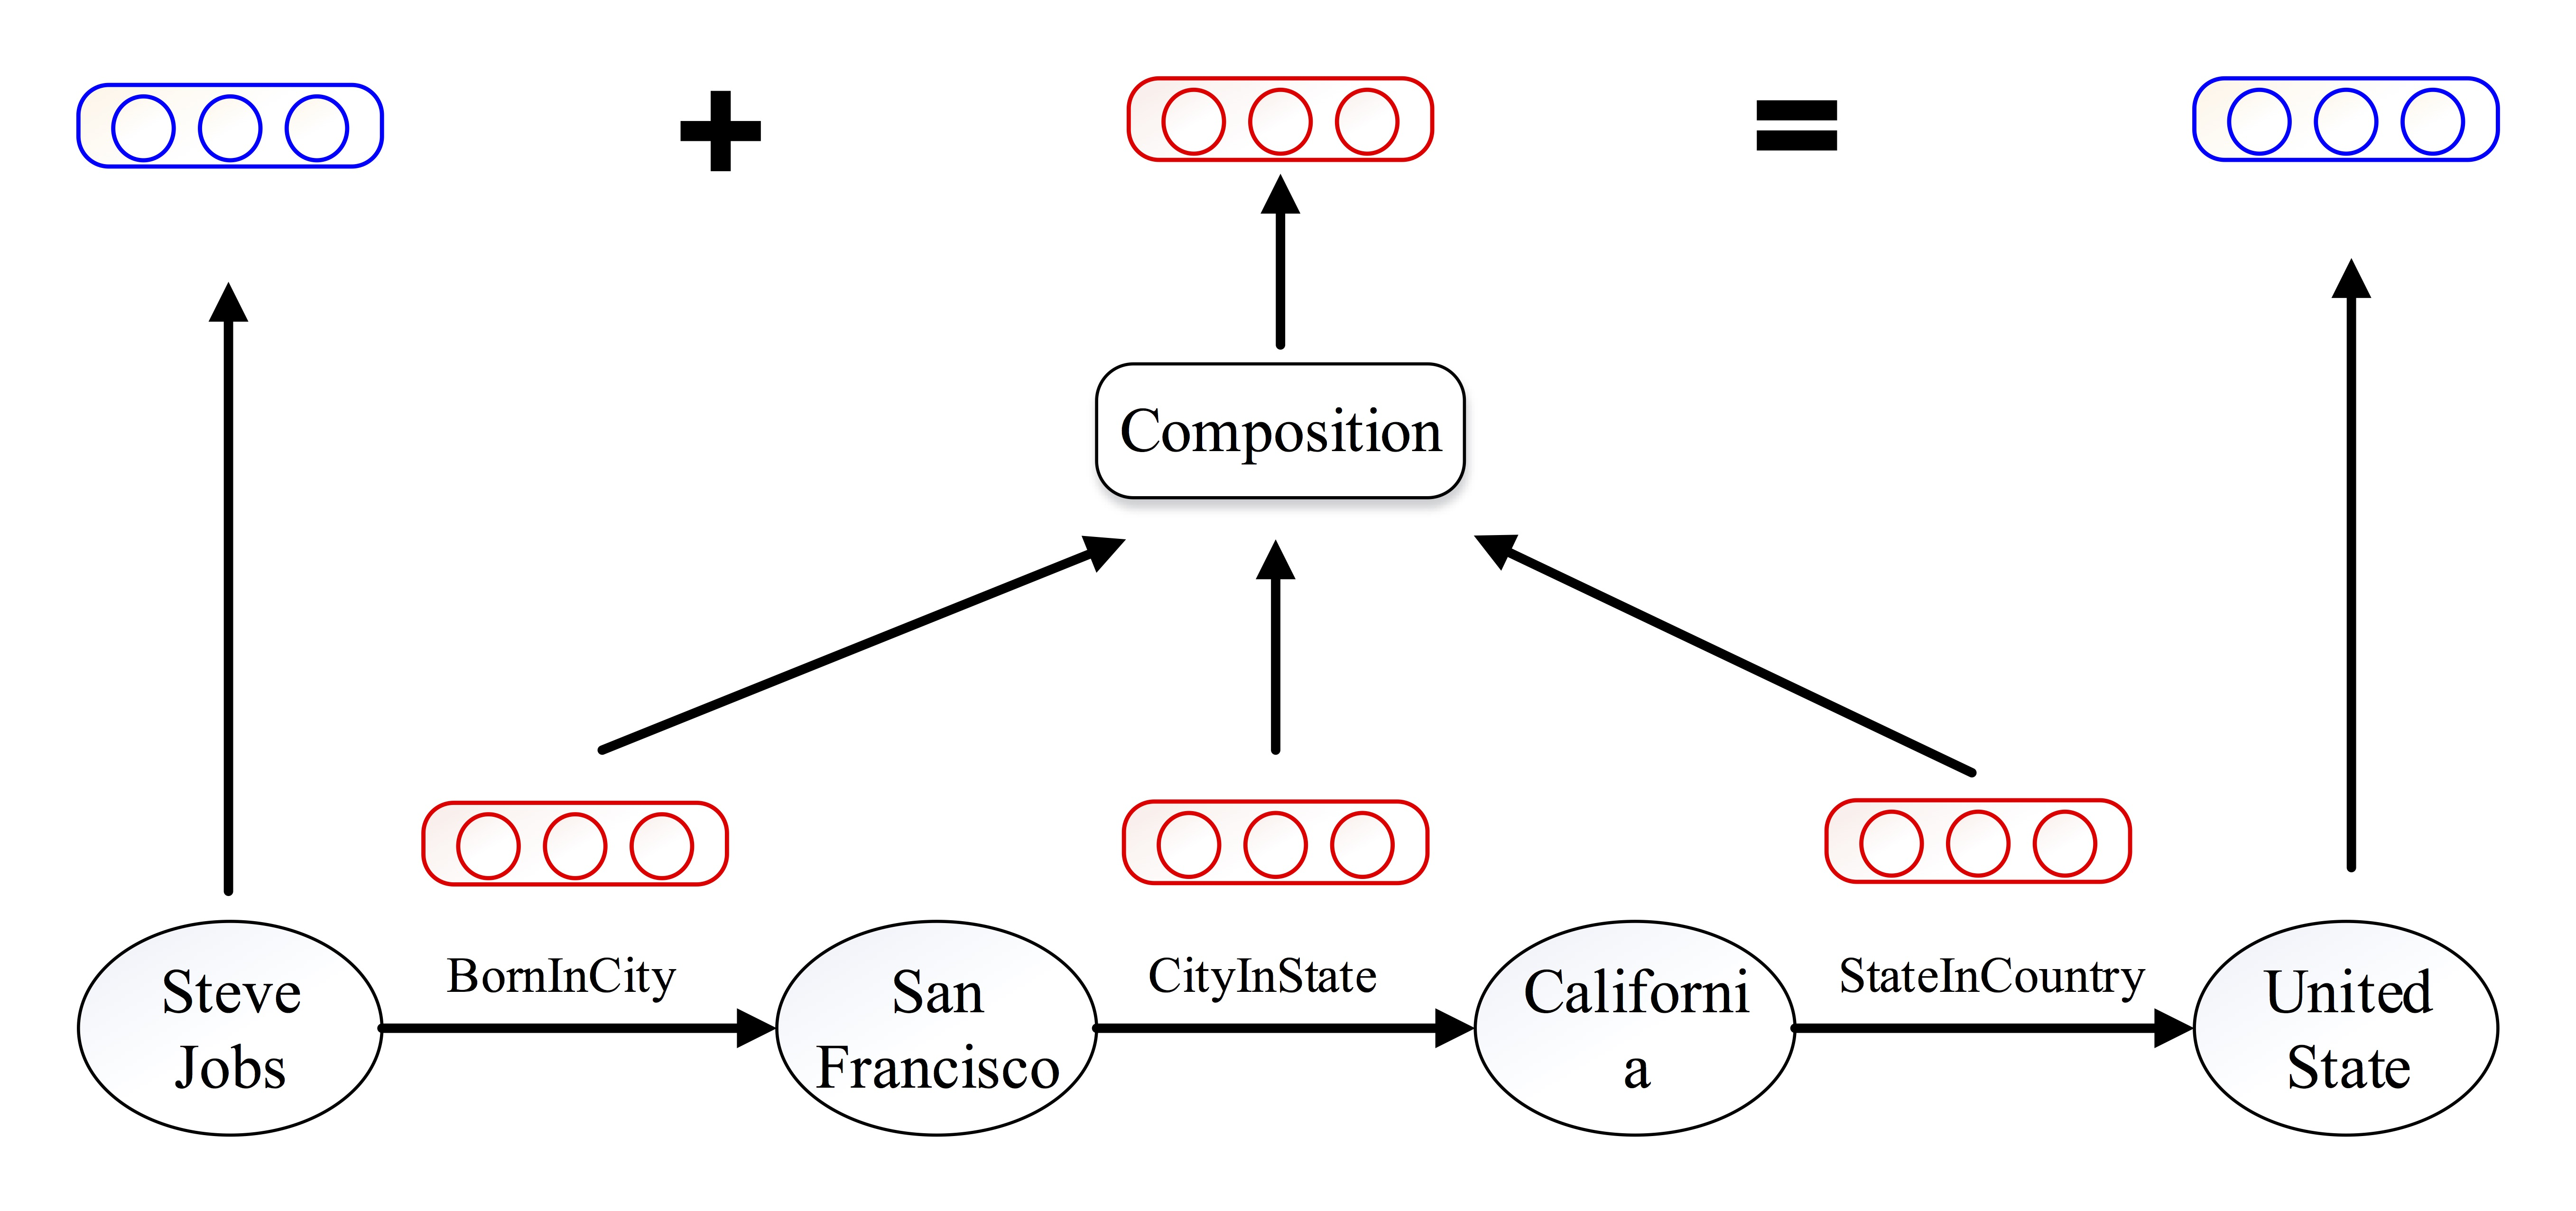 +
=
Composition
BornInCity
CityInState
StateInCountry
Steve
Jobs
San
Francisco
Californi
a
United
State